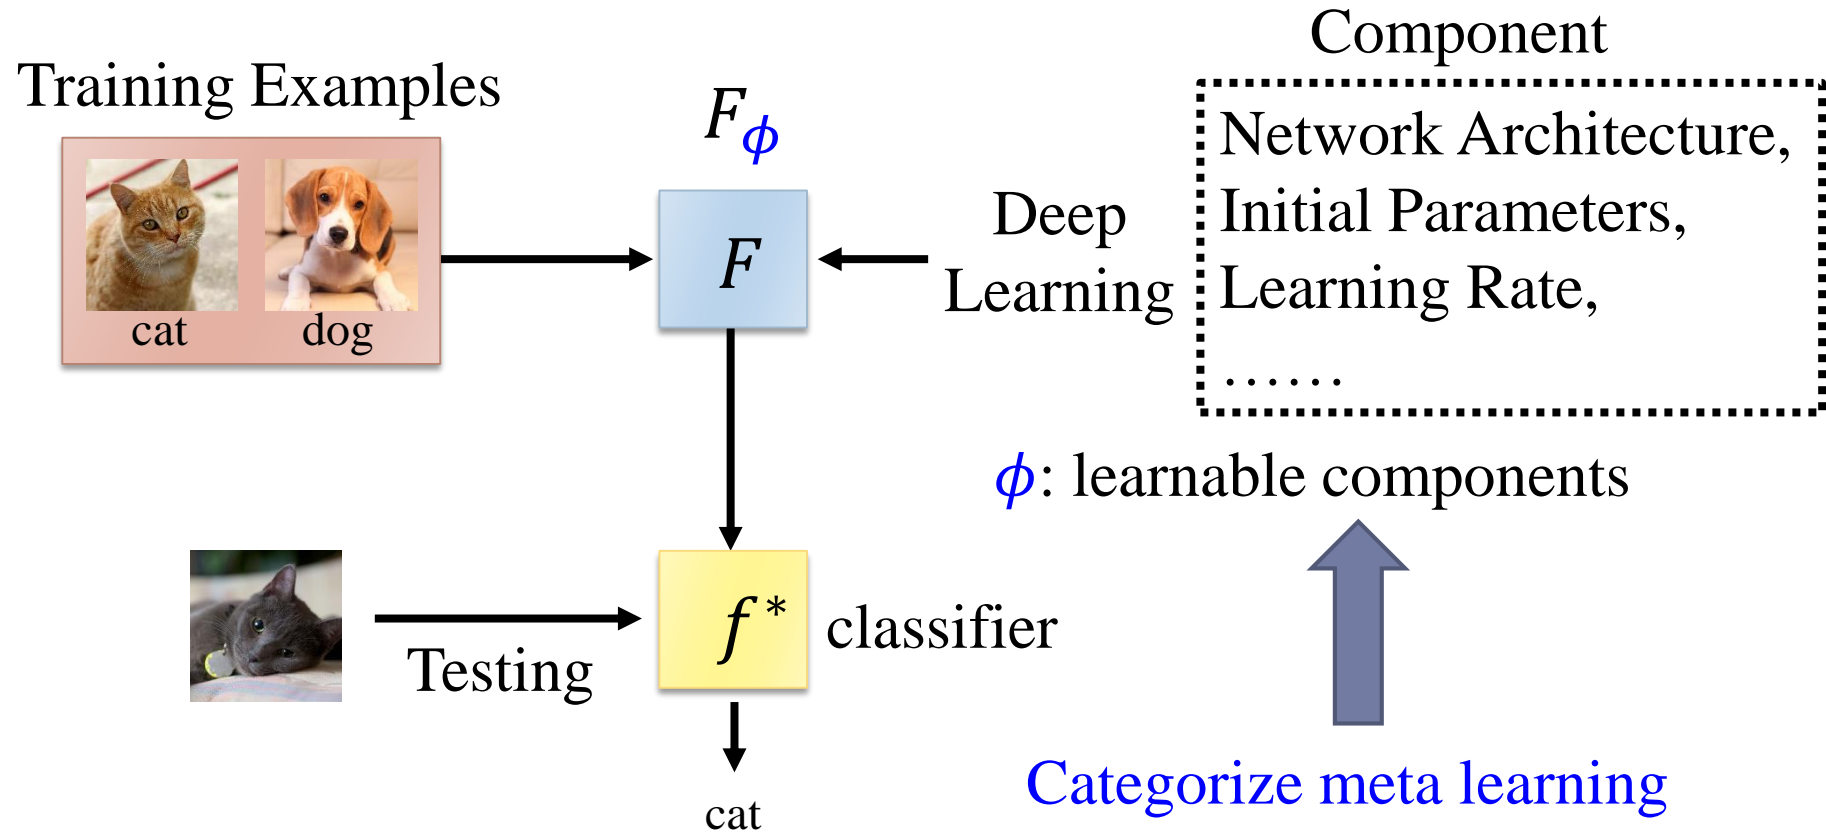 Training Examples
cat
dog
F_ϕ
F
Deep
Learning
Component
Network Architecture,
Initial Parameters,
Learning Rate,
……
ϕ: learnable components
Testing
f*
classifier
cat
Categorize meta learning